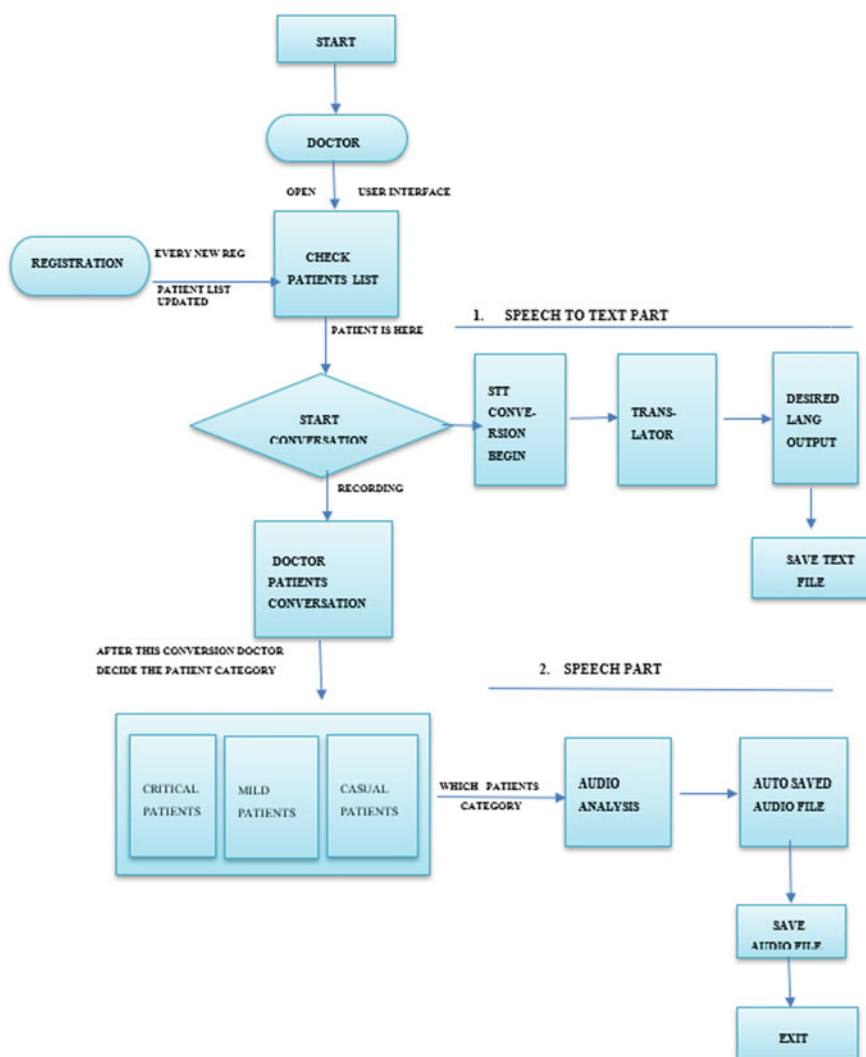 START
DOCTOR
OPEN USER INTERFACE
CHECK
PATIENTS LIST
REGISTRATION
EVERY NEW REG
PATIENT LIST
UPDATED
PATIENT IS HERE
1. SPEECH TO TEXT PART
START
CONVERSATION
STT
CONVE-
RSION
BEGIN
TRANS-
LATOR
DESIRED
LANG
OUTPUT
SAVE TEXT
FILE
RECORDING
DOCTOR
PATIENTS
CONVERSATION
AFTER THIS CONVERSION DOCTOR
DECIDE THE PATIENT CATEGORY
2. SPEECH PART
CRITICAL
PATIENTS
MILD
PATIENTS
CASUAL
PATIENTS
WHICH PATIENTS
CATEGORY
AUDIO
ANALYSIS
AUTO SAVED
AUDIO FILE
SAVE
AUDIO FILE
EXIT